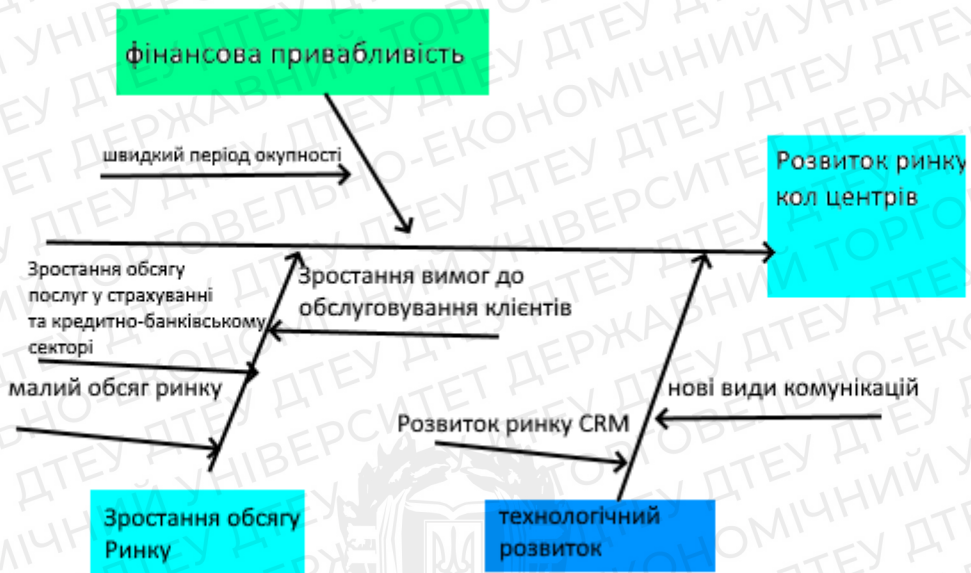 фінансова привабливість
швидкий період окупності
Розвиток ринку
кол центрів
Зростання обсягу
послуг у страхуванні
та кредитно-банківському
секторі
Зростання вимог до
обслуговування клієнтів
малий обсяг ринку
нові види комунікацій
Розвиток ринку CRM
Зростання обсягу
Ринку
технологічний
розвиток